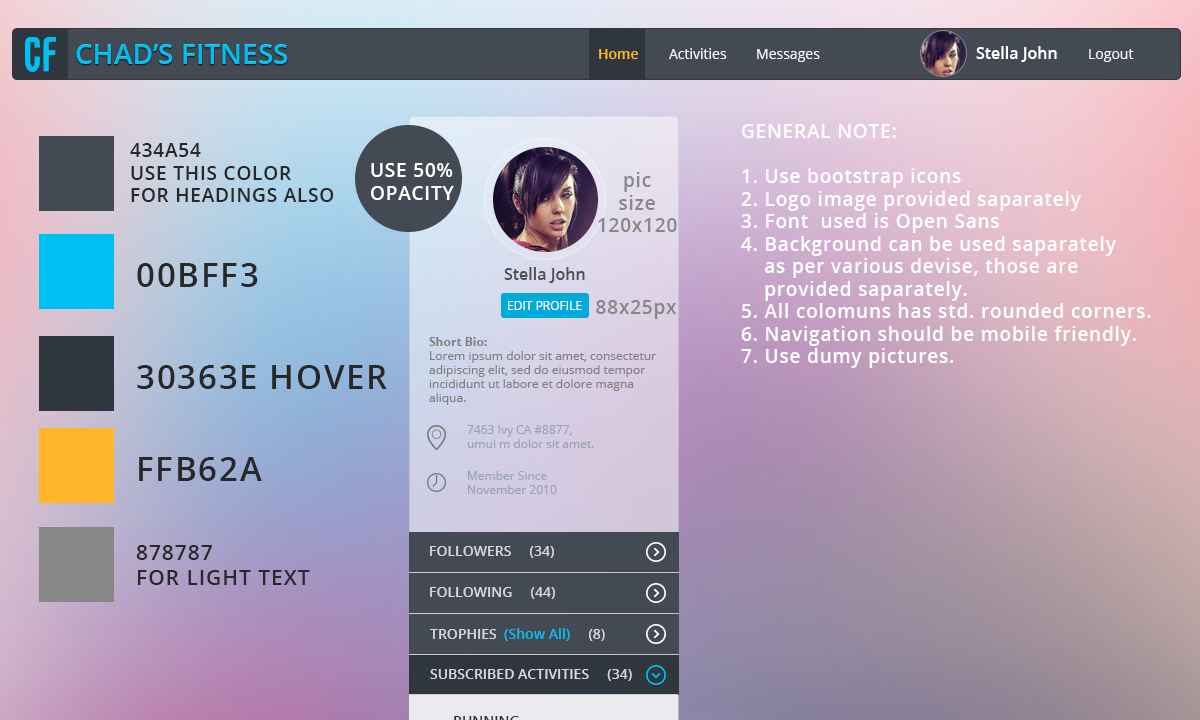 CF CHAD'S FITNESS Home Activities Messages Stella John Logout
434A54
USE THIS COLOR
FOR HEADINGS ALSO
00BFF3
30363E HOVER
FFB62A
878787
FOR LIGHT TEXT
USE 50%
OPACITY
pic
size
120x120
Stella John
EDIT PROFILE 88x25px
Short Bio:
Lorem ipsum dolor sit amet, consectetur
adipiscing elit, sed do eiusmod tempor
incididunt ut labore et dolore magna
aliqua.
7463 Ivy CA #8877,
umui m dolor sit amet.
Member Since
November 2010
FOLLOWERS (34)
FOLLOWING (44)
TROPHIES (Show All) (8)
SUBSCRIBED ACTIVITIES (34)
RUNNING
GENERAL NOTE:
1. Use bootstrap icons
2. Logo image provided saparately
3. Font used is Open Sans
4. Background can be used saparately
as per various devise, those are
provided saparately.
5. All colomuns has std. rounded corners.
6. Navigation should be mobile friendly.
7. Use dumy pictures.